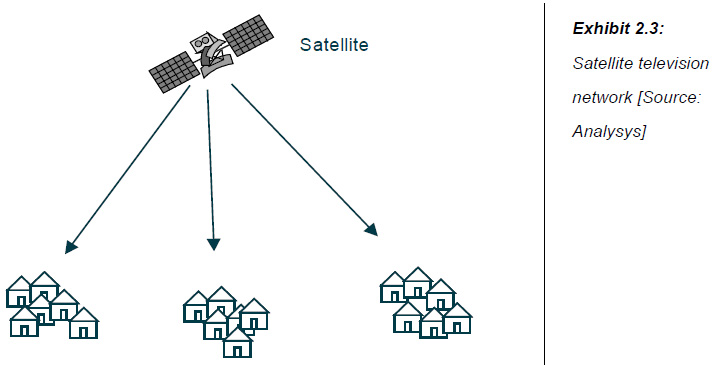 Satellite
Exhibit 2.3:
Satellite television
network [Source:
Analysys]